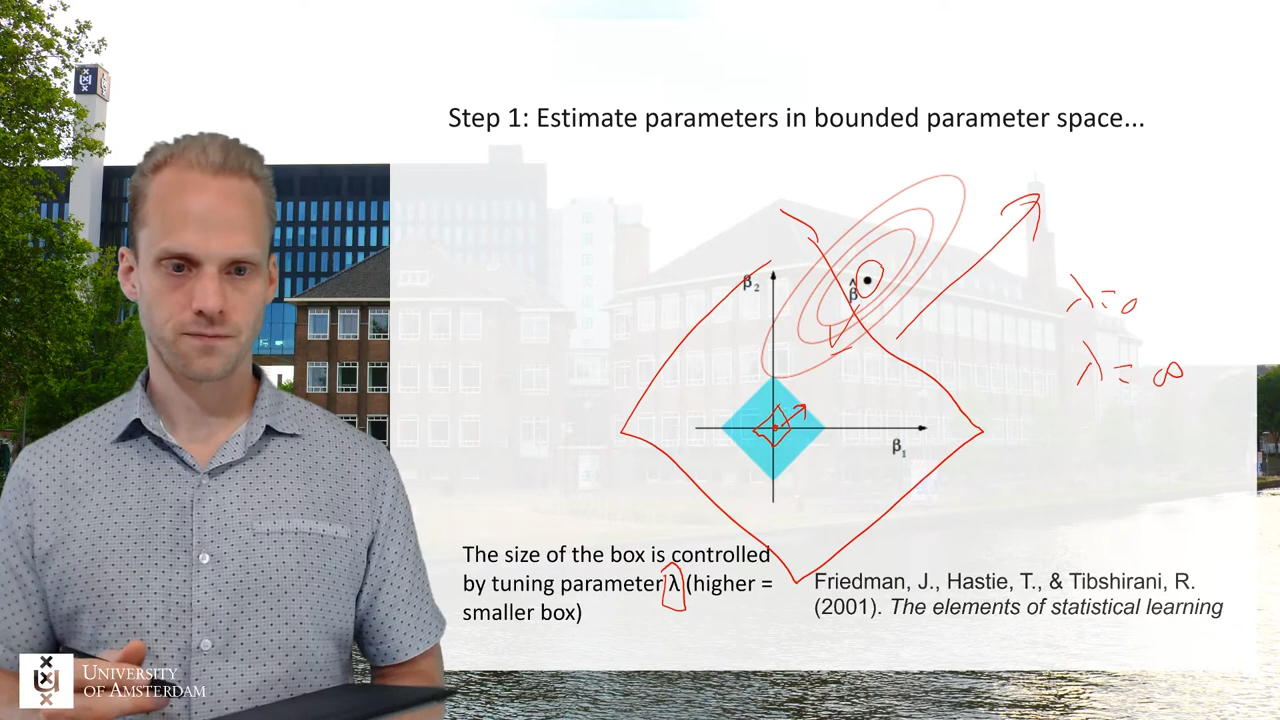 Step 1: Estimate parameters in bounded parameter space...
β₂
β̂
λ=0
λ=∞
β₁
The size of the box is controlled
by tuning parameter λ (higher =
smaller box)
Friedman, J., Hastie, T., & Tibshirani, R.
(2001). The elements of statistical learning
UNIVERSITY
OF AMSTERDAM